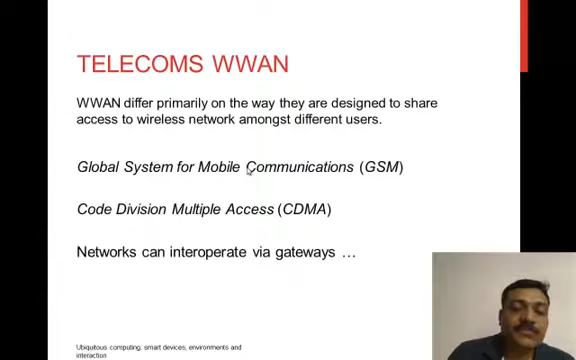 TELECOMS WWAN
WWAN differ primarily on the way they are designed to share
access to wireless network amongst different users.
Global System for Mobile Communications (GSM)
Code Division Multiple Access (CDMA)
Networks can interoperate via gateways …
Ubiquitous computing, smart devices, environments and
interaction